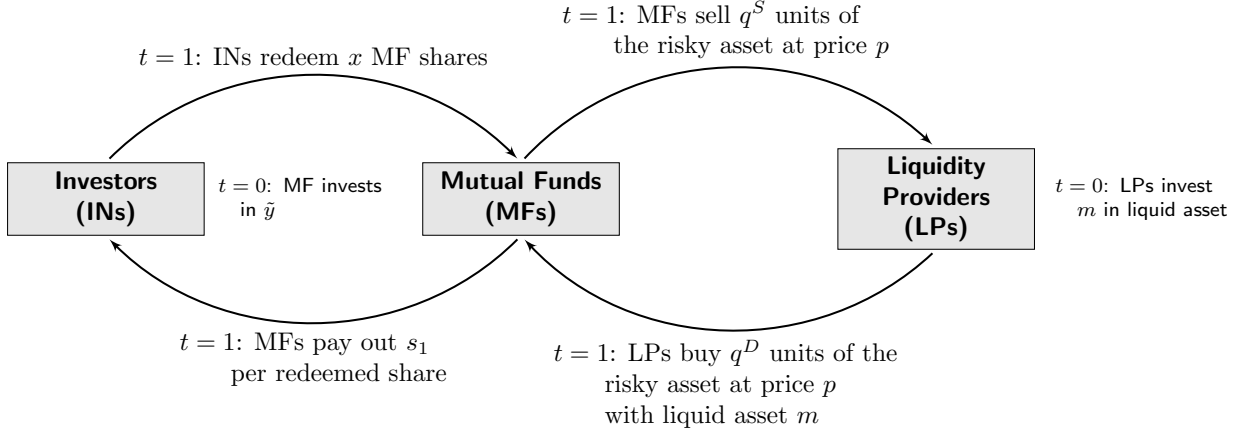 t = 1: MFs sell q^S units of
the risky asset at price p
t = 1: INs redeem x MF shares
Investors
(INs)
t = 0: MF invests
in ỹ
Mutual Funds
(MFs)
Liquidity
Providers
(LPs)
t = 0: LPs invest
m in liquid asset
t = 1: MFs pay out s₁
per redeemed share
t = 1: LPs buy q^D units of the
risky asset at price p
with liquid asset m